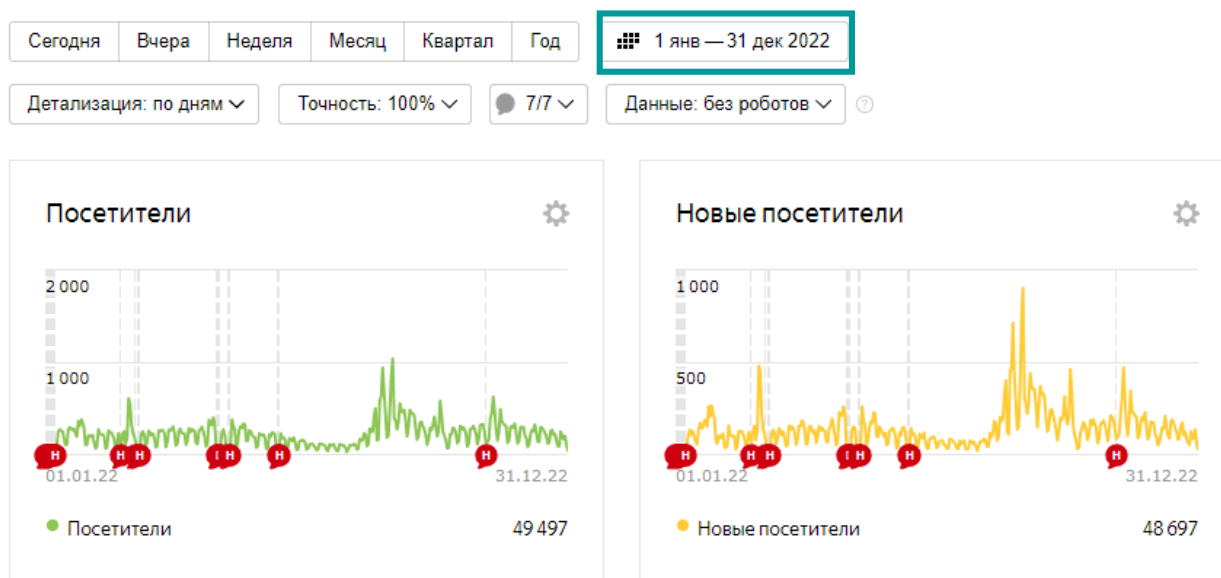 Сегодня Вчера Неделя Месяц Квартал Год 1 янв — 31 дек 2022
Детализация: по дням Точность: 100% 7/7 Данные: без роботов ?
Посетители
2 000
1 000
Н Н Н Н Н Н
01.01.22 31.12.22
Посетители 49 497
Новые посетители
1 000
500
Н Н Н Н Н Н
01.01.22 31.12.22
Новые посетители 48 697